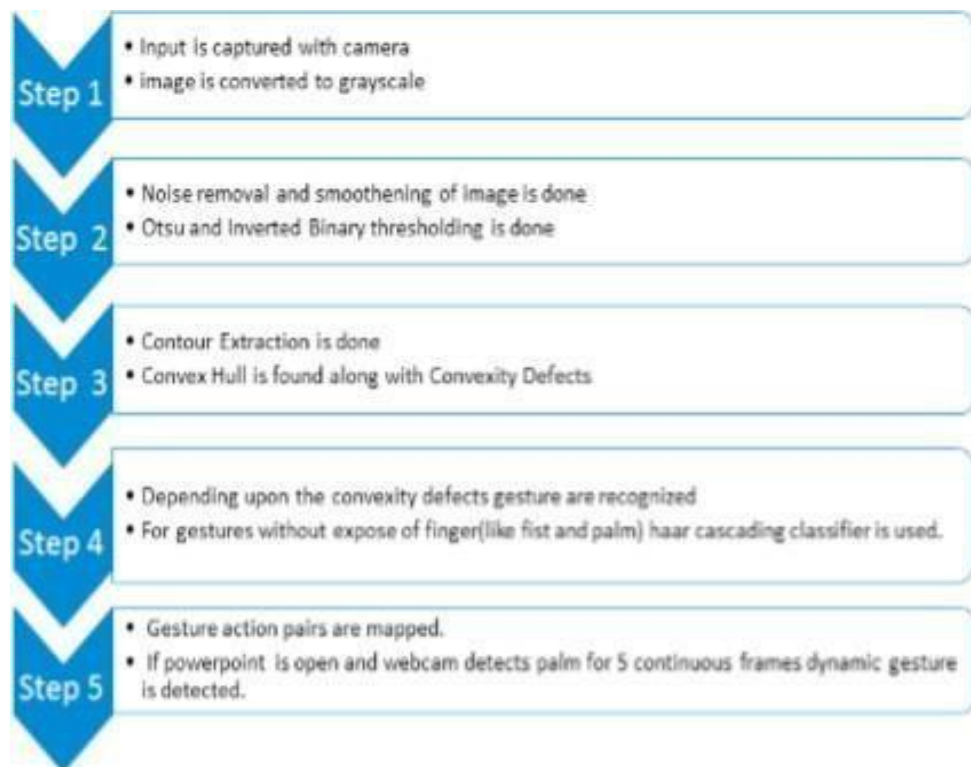 Step 1
• Input is captured with camera
• image is converted to grayscale
Step 2
• Noise removal and smoothening of image is done
• Otsu and Inverted Binary thresholding is done
Step 3
• Contour Extraction is done
• Convex Hull is found along with Convexity Defects
Step 4
• Depending upon the convexity defects gesture are recognized
• For gestures without expose of finger(like fist and palm) haar cascading classifier is used.
Step 5
• Gesture action pairs are mapped.
• If powerpoint is open and webcam detects palm for 5 continuous frames dynamic gesture
is detected.